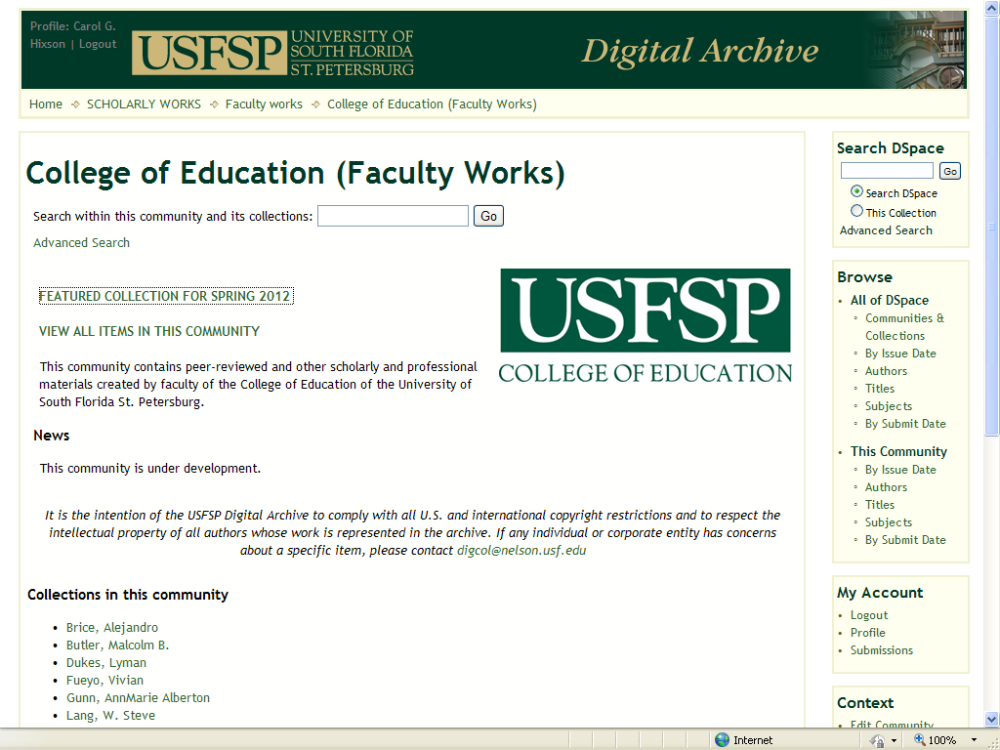 Profile: Carol G.
Hixson | Logout
USFSP UNIVERSITY OF
SOUTH FLORIDA
ST. PETERSBURG
Digital Archive
Home ⟡ SCHOLARLY WORKS ⟡ Faculty works ⟡ College of Education (Faculty Works)
College of Education (Faculty Works)
Search within this community and its collections: Go
Advanced Search
FEATURED COLLECTION FOR SPRING 2012
VIEW ALL ITEMS IN THIS COMMUNITY
This community contains peer-reviewed and other scholarly and professional
materials created by faculty of the College of Education of the University of
South Florida St. Petersburg.
USFSP
COLLEGE OF EDUCATION
News
This community is under development.
It is the intention of the USFSP Digital Archive to comply with all U.S. and international copyright restrictions and to respect the
intellectual property of all authors whose work is represented in the archive. If any individual or corporate entity has concerns
about a specific item, please contact digcol@nelson.usf.edu
Collections in this community
• Brice, Alejandro
• Butler, Malcolm B.
• Dukes, Lyman
• Fueyo, Vivian
• Gunn, AnnMarie Alberton
• Lang, W. Steve
Search DSpace
Go
Search DSpace
This Collection
Advanced Search
Browse
• All of DSpace
◦ Communities &
Collections
◦ By Issue Date
◦ Authors
◦ Titles
◦ Subjects
◦ By Submit Date
• This Community
◦ By Issue Date
◦ Authors
◦ Titles
◦ Subjects
◦ By Submit Date
My Account
• Logout
• Profile
• Submissions
Context
• Edit Community
Internet
100%